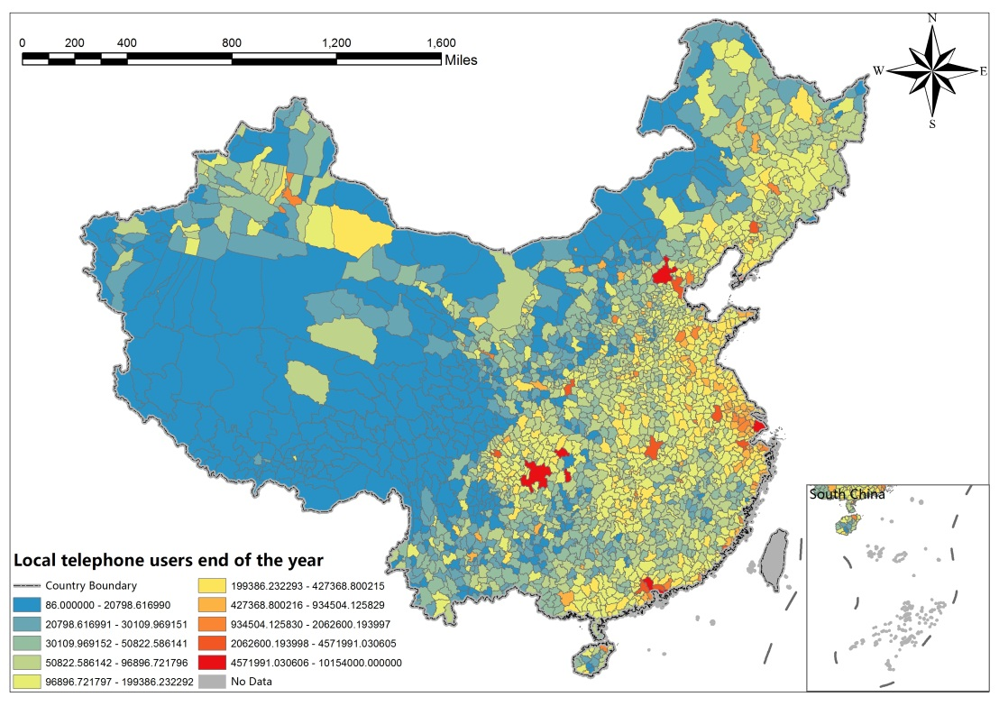 N
W E
S
0 200 400 800 1,200 1,600
Miles
South China
Local telephone users end of the year
Country Boundary
86.000000 - 20798.616990
20798.616991 - 30109.969151
30109.969152 - 50822.586141
50822.586142 - 96896.721796
96896.721797 - 199386.232292
199386.232293 - 427368.800215
427368.800216 - 934504.125829
934504.125830 - 2062600.193997
2062600.193998 - 4571991.030605
4571991.030606 - 10154000.000000
No Data